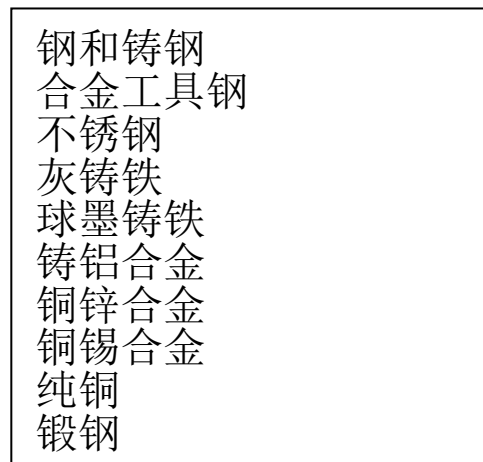 钢和铸钢
合金工具钢
不锈钢
灰铸铁
球墨铸铁
铸铝合金
铜锌合金
铜锡合金
纯铜
锻钢